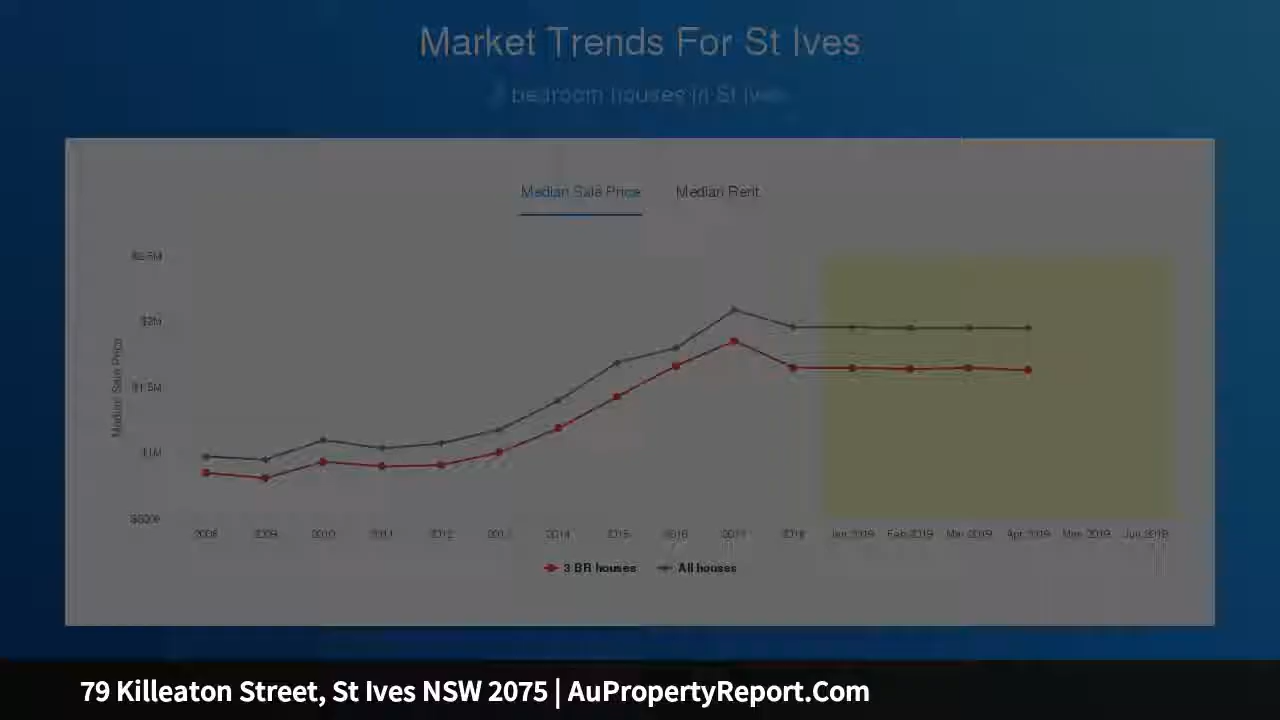 Market Trends For St Ives
bedroom houses in St Ives
Median Sale Price Median Rent
$2.5M
$2M
$1.5M
$1M
$500k
Median Sale Price
2008 2009 2010 2011 2012 2013 2014 2015 2016 2017 2018 Jan 2019 Feb 2019 Mar 2019 Apr 2019 May 2019 Jun 2019
3 BR houses All houses
79 Killeaton Street, St Ives NSW 2075 | AuPropertyReport.Com